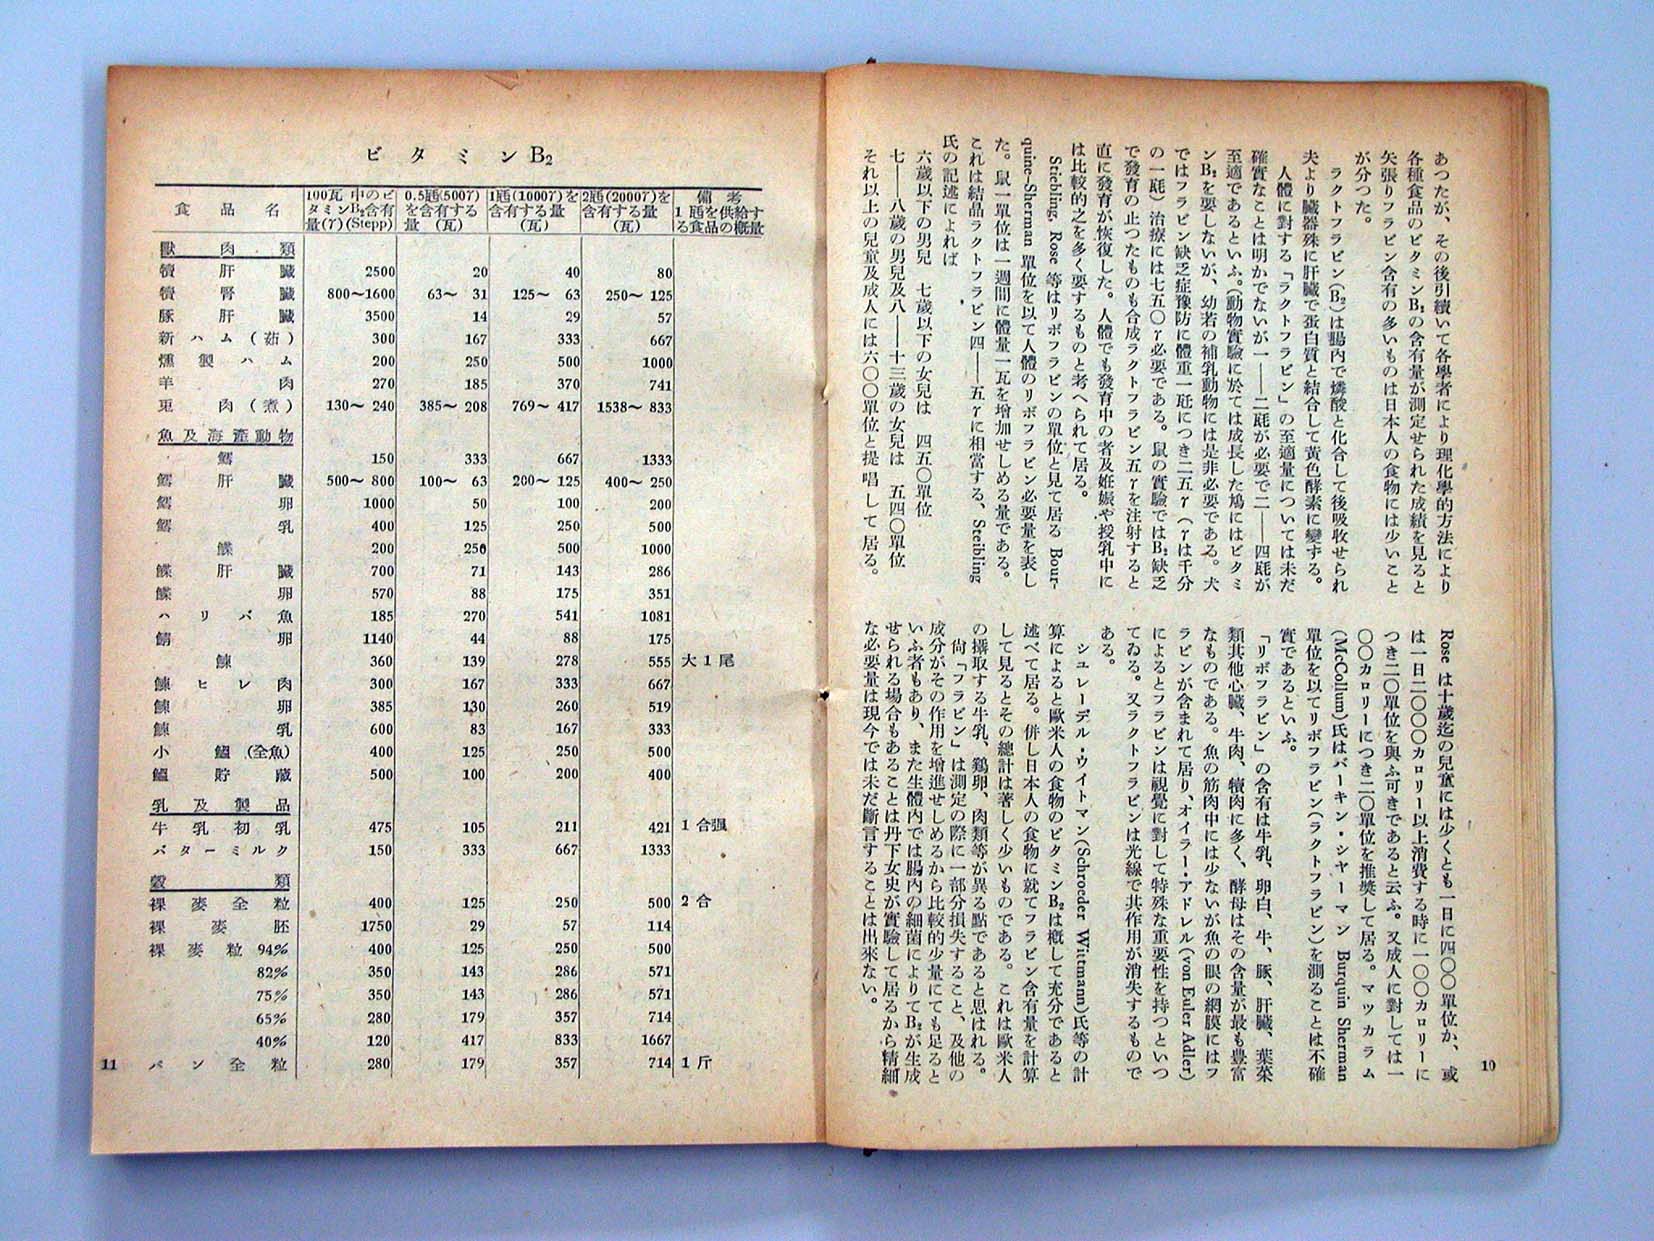 あつたが、その後引續いて各學者により理化學的方法により
各種食品のビタミンB₂の含有量が測定せられた成績を見ると
矢張りフラビン含有の多いものは日本人の食物には少いこと
が分つた。
ラクトフラビン(B₂)は腸內で燐酸と化合して後吸收せられ
夫より臟器殊に肝臟で蛋白質と結合して黃色酵素に變ずる。
人體に對する「ラクトフラビン」の至適量については未だ
確實なことは明かでないが一——二瓱が必要で二——四瓱が
至適であるといふ。(動物實驗に於ては成長した鳩にはビタミ
ンB₂を要しないが、幼若の補乳動物には是非必要である。犬
ではフラビン缺乏症豫防に體重一瓩につき二五γ(γは千分
の一瓱)治療には七五〇γ必要である。鼠の實驗ではB₂缺乏
で發育の止つたものも合成ラクトフラビン五γを注射すると
直に發育が恢復した。人體でも發育中の者及姙娠や授乳中に
は比較的之を多く要するものと考へられて居る。
Striebling, Rose 等はリボフラビンの單位と見て居る Bour-
quine-Sherman 單位を以て人體のリボフラビン必要量を表し
た。鼠一單位は一週間に體量一瓦を增加せしめる量である。
これは結晶ラクトフラビン四——五γに相當する、Streibling
氏の記述によれば
六歲以下の男兒 七歲以下の女兒は 四五〇單位
七——八歲の男兒及八——十三歲の女兒は 五四〇單位
それ以上の兒童及成人には六〇〇單位と提唱して居る。
Rose は十歲迄の兒童には少くとも一日に四〇〇單位か、或
は一日二〇〇〇カロリー以上消費する時に一〇〇カロリーに
つき二〇單位を與ふ可きであると云ふ。又成人に對しては一
〇〇カロリーにつき二〇單位を推奬して居る。マツカラム
(McCollum)氏はバーキン・シヤーマン Burquin Sherman
單位を以てリボフラビン(ラクトフラビン)を測ることは不確
實であるといふ。
「リボフラビン」の含有は牛乳、卵白、牛、豚、肝臟、葉菜
類其他心臟、牛肉、犢肉に多く、酵母はその含量が最も豐富
なものである。魚の筋肉中には少ないが魚の眼の網膜にはフ
ラビンが含まれて居り、オイラー・アドレル(von Euler Adler)
によるとフラビンは視覺に對して特殊な重要性を持つといつ
てゐる。又ラクトフラビンは光線で其作用が消失するもので
ある。
シユレーデル・ウイトマン(Schroeder Wittmann)氏等の計
算によると歐米人の食物のビタミンB₂は槪して充分であると
述べて居る。併し日本人の食物に就てフラビン含有量を計算
して見るとその總計は著しく少いものである。これは歐米人
の攝取する牛乳、鷄卵、肉類等が異る點であると思はれる。
尙「フラビン」は測定の際に一部分損失すること、及他の
成分がその作用を增進せしめるから比較的少量にても足ると
いふ者もあり、また生體內では腸內の細菌によりてB₂が生成
せられる場合もあることは丹下女史が實驗して居るから精細
な必要量は現今では未だ斷言することは出來ない。
10
ビタミンB₂
食品名 100瓦中のビタミンB₂含有量(γ)(Stepp) 0.5瓱(500γ)を含有する量(瓦) 1瓱(1000γ)を含有する量(瓦) 2瓱(2000γ)を含有する量(瓦) 備考 1瓱を供給する食品の槪量
獸肉類
犢肝臟 2500 20 40 80
犢腎臟 800〜1600 63〜31 125〜63 250〜125
豚肝臟 3500 14 29 57
新ハム(茹) 300 167 333 667
燻製ハム 200 250 500 1000
羊肉 270 185 370 741
兎肉(煮) 130〜240 385〜208 769〜417 1538〜833
魚及海產動物
鱈 150 333 667 1333
鱈肝臟 500〜800 100〜63 200〜125 400〜250
鱈卵 1000 50 100 200
鱈乳 400 125 250 500
鰈 200 250 500 1000
鰈肝臟 700 71 143 286
鰈卵 570 88 175 351
ハリバ魚 185 270 541 1081
鯖卵 1140 44 88 175
鰊 360 139 278 555 大1尾
鰊ヒレ肉 300 167 333 667
鰊卵 385 130 260 519
鰊乳 600 83 167 333
小鰮(全魚) 400 125 250 500
鰮貯藏 500 100 200 400
乳及製品
牛乳初乳 475 105 211 421 1合强
バターミルク 150 333 667 1333
穀類
裸麥全粒 400 125 250 500 2合
裸麥胚 1750 29 57 114
裸麥粒94% 400 125 250 500
82% 350 143 286 571
75% 350 143 286 571
65% 280 179 357 714
40% 120 417 833 1667
パン全粒 280 179 357 714 1斤
11